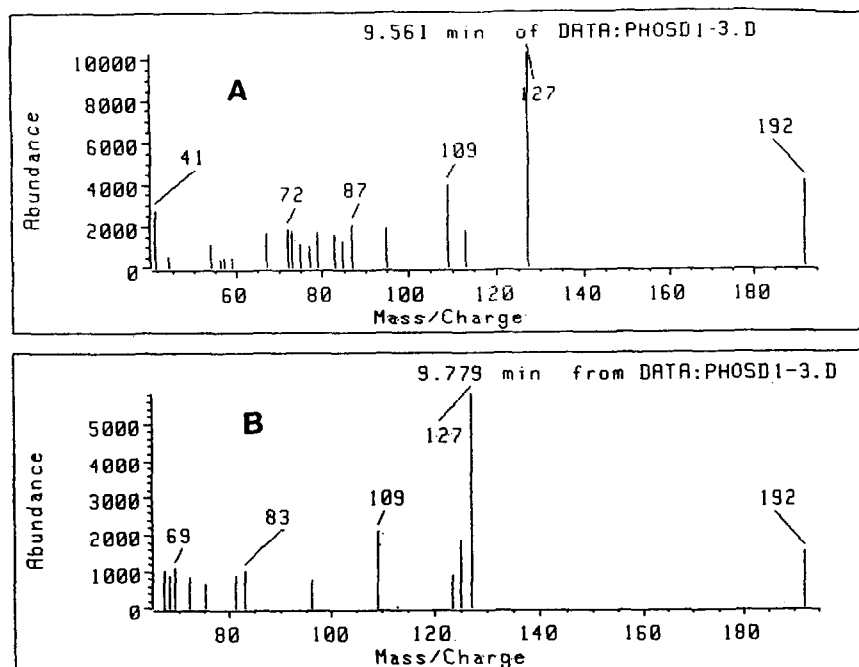 9.561 min of DATA:PHOSD1-3.D
A
10000
8000
6000
4000
2000
0
Abundance
41
72
87
109
127
192
60 80 100 120 140 160 180
Mass/Charge
9.779 min from DATA:PHOSD1-3.D
B
5000
4000
3000
2000
1000
0
Abundance
69
83
109
127
192
80 100 120 140 160 180
Mass/Charge